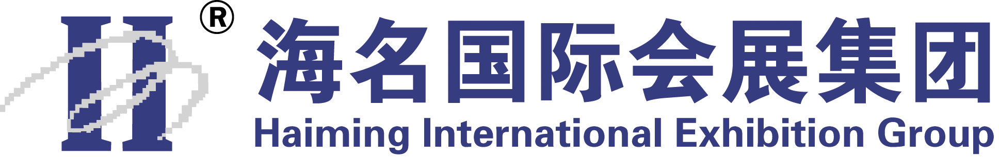 ®
海名国际会展集团
Haiming International Exhibition Group